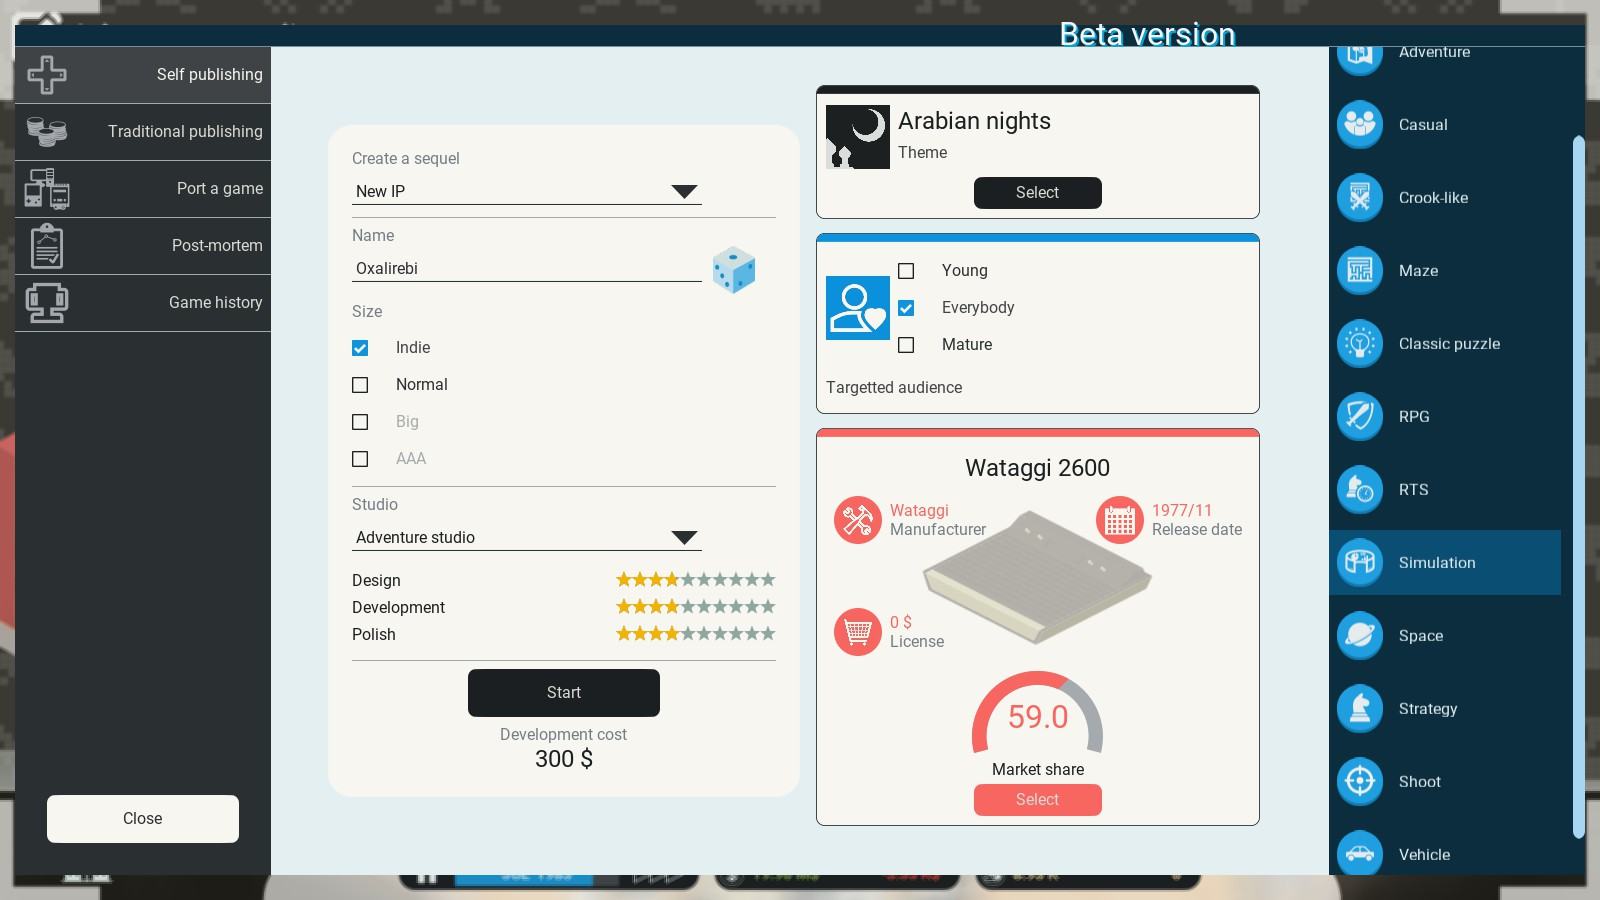 Beta version
Self publishing
Traditional publishing
Port a game
Post-mortem
Game history
Close
Create a sequel
New IP
Name
Oxalirebi
Size
Indie
Normal
Big
AAA
Studio
Adventure studio
Design
Development
Polish
Start
Development cost
300 $
Arabian nights
Theme
Select
Young
Everybody
Mature
Targetted audience
Wataggi 2600
Wataggi
Manufacturer
1977/11
Release date
0 $
License
59.0
Market share
Select
Adventure
Casual
Crook-like
Maze
Classic puzzle
RPG
RTS
Simulation
Space
Strategy
Shoot
Vehicle